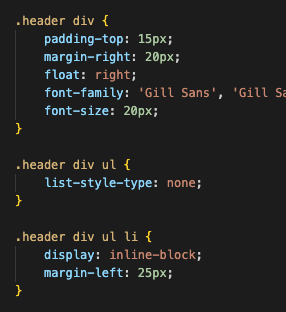 .header div {
padding-top: 15px;
margin-right: 20px;
float: right;
font-family: 'Gill Sans', 'Gill
font-size: 20px;
}
.header div ul {
list-style-type: none;
}
.header div ul li {
display: inline-block;
margin-left: 25px;
}